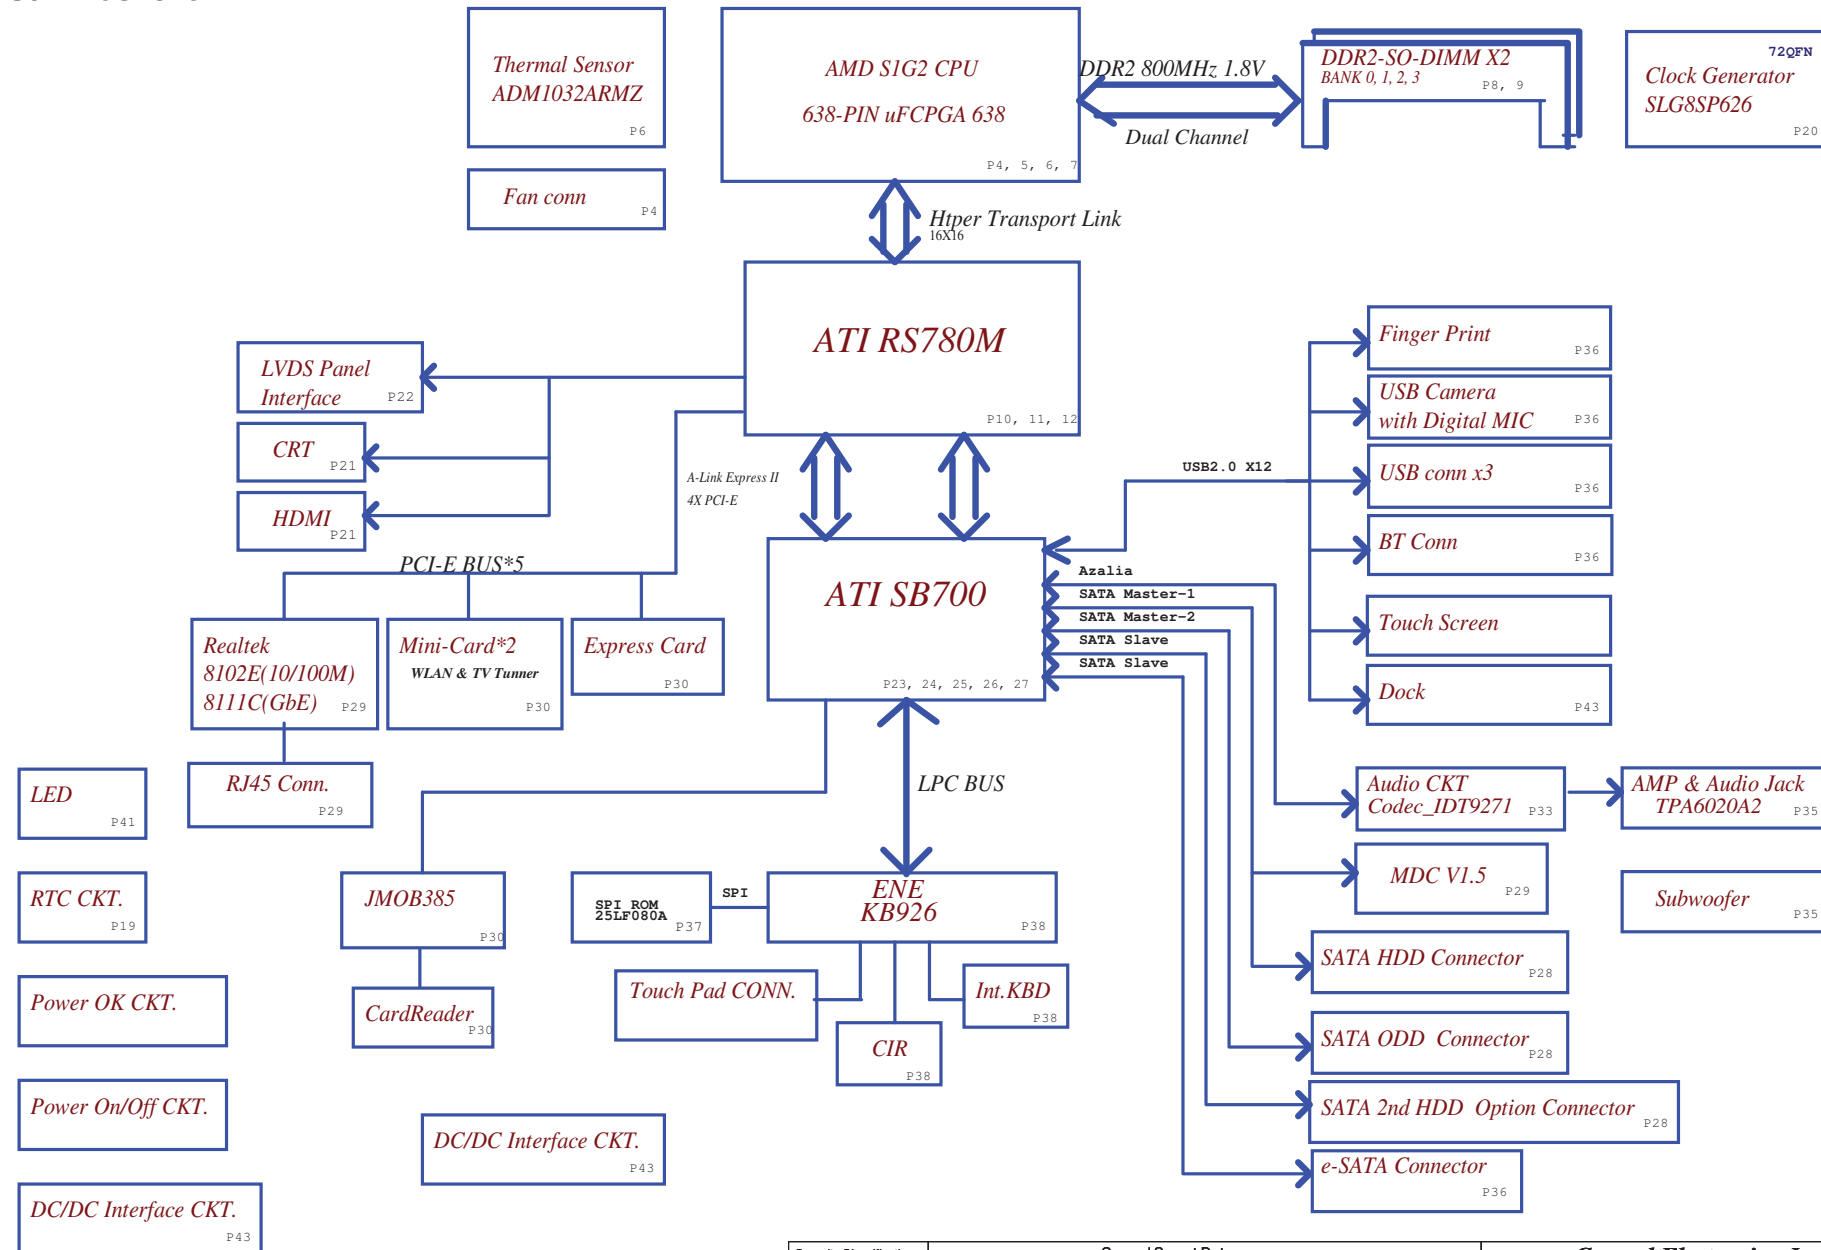 Thermal Sensor
ADM1032ARMZ
P6
Fan conn
P4
AMD S1G2 CPU
638-PIN uFCPGA 638
P4, 5, 6, 7
DDR2 800MHz 1.8V
Dual Channel
DDR2-SO-DIMM X2
BANK 0, 1, 2, 3
P8, 9
72QFN
Clock Generator
SLG8SP626
P20
Htper Transport Link
16X16
ATI RS780M
P10, 11, 12
LVDS Panel
Interface
P22
CRT
P21
HDMI
P21
A-Link Express II
4X PCI-E
PCI-E BUS*5
Realtek
8102E(10/100M)
8111C(GbE)
P29
Mini-Card*2
WLAN & TV Tunner
P30
Express Card
P30
RJ45 Conn.
P29
ATI SB700
P23, 24, 25, 26, 27
USB2.0 X12
Azalia
SATA Master-1
SATA Master-2
SATA Slave
SATA Slave
Finger Print
P36
USB Camera
with Digital MIC
P36
USB conn x3
P36
BT Conn
P36
Touch Screen
Dock
P43
LPC BUS
Audio CKT
Codec_IDT9271
P33
AMP & Audio Jack
TPA6020A2
P35
MDC V1.5
P29
Subwoofer
P35
LED
P41
RTC CKT.
P19
Power OK CKT.
Power On/Off CKT.
DC/DC Interface CKT.
P43
JMOB385
P30
CardReader
P30
SPI ROM
25LF080A
P37
SPI
ENE
KB926
P38
Touch Pad CONN.
CIR
P38
Int.KBD
P38
DC/DC Interface CKT.
P43
SATA HDD Connector
P28
SATA ODD Connector
P28
SATA 2nd HDD Option Connector
P28
e-SATA Connector
P36